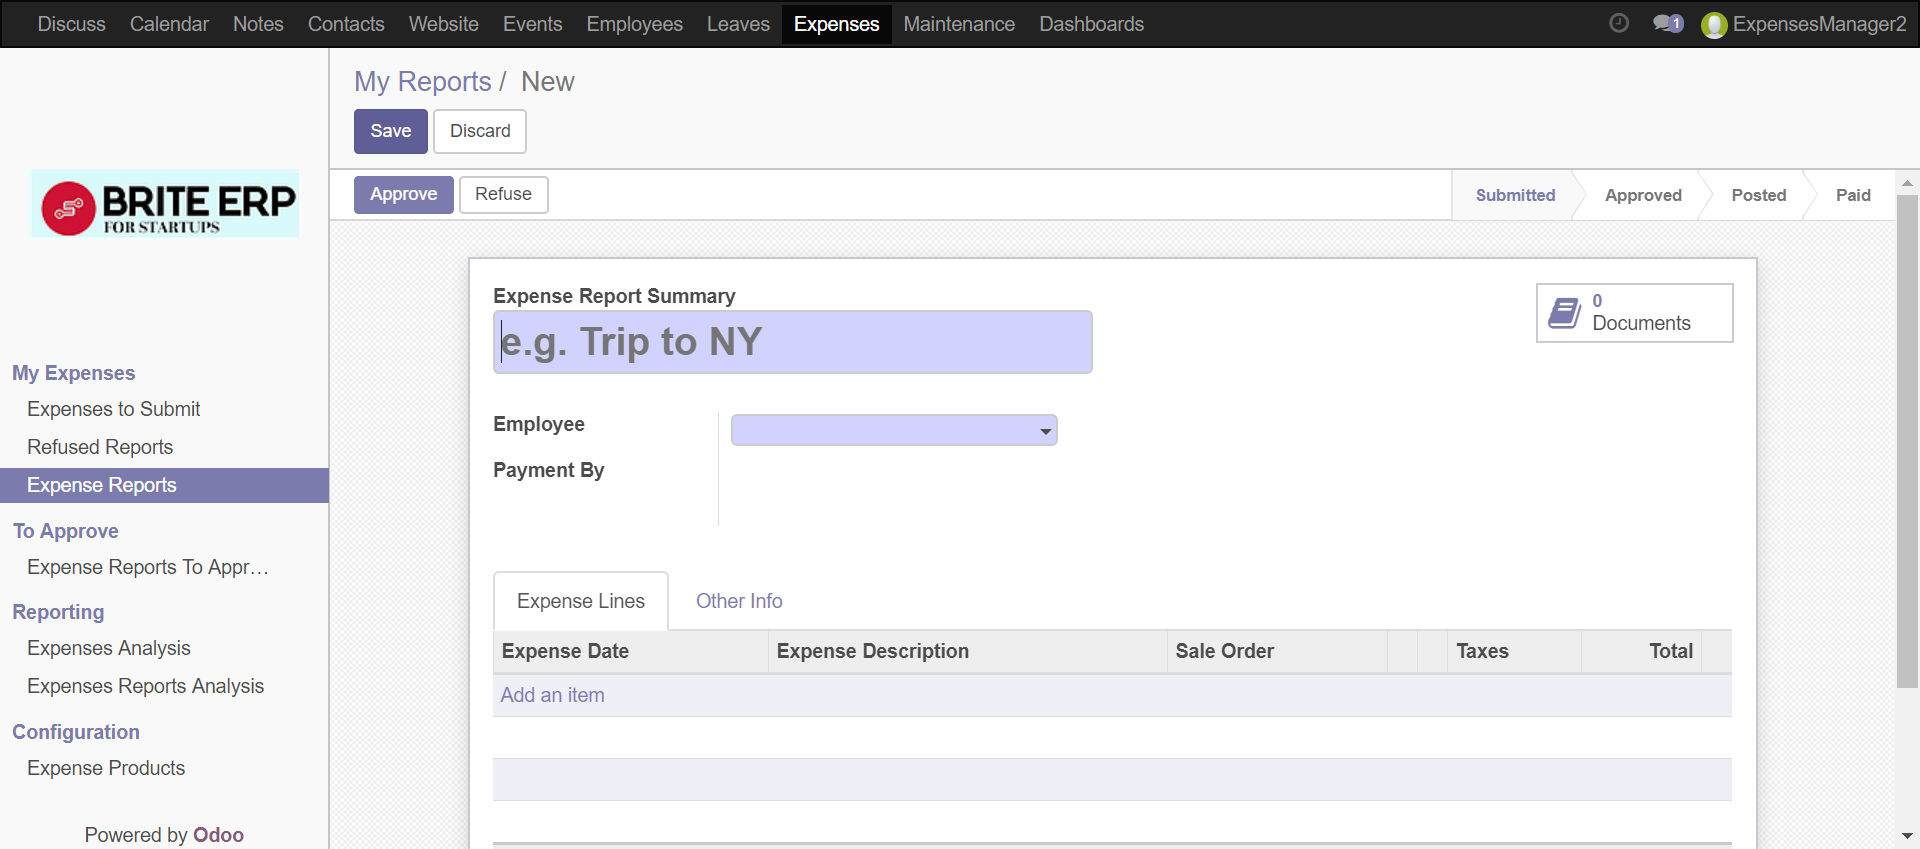 Discuss Calendar Notes Contacts Website Events Employees Leaves Expenses Maintenance Dashboards 1 ExpensesManager2
My Reports / New
Save Discard
Approve Refuse Submitted Approved Posted Paid
BRITE ERP
FOR STARTUPS
My Expenses
Expenses to Submit
Refused Reports
Expense Reports
To Approve
Expense Reports To Appr…
Reporting
Expenses Analysis
Expenses Reports Analysis
Configuration
Expense Products
Powered by Odoo
Expense Report Summary
e.g. Trip to NY
0
Documents
Employee
Payment By
Expense Lines Other Info
Expense Date Expense Description Sale Order Taxes Total
Add an item